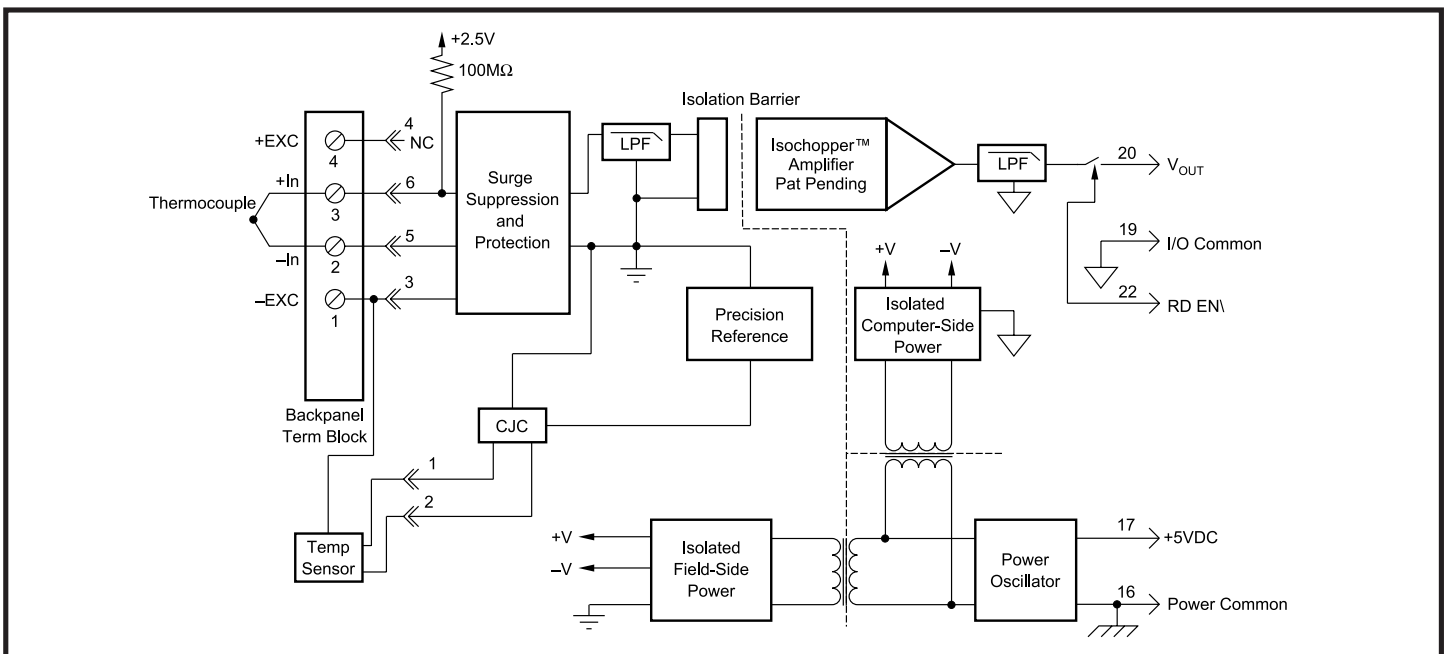 +2.5V
100MΩ
Isolation Barrier
+EXC
4
4
NC
LPF
Isochopper™
Amplifier
Pat Pending
LPF
20
VOUT
+In
3
6
Surge
Suppression
and
Protection
Thermocouple
–In
2
5
19
I/O Common
+V
–V
–EXC
1
3
22
RD EN\
Precision
Reference
Isolated
Computer-Side
Power
Backpanel
Term Block
CJC
1
2
Temp
Sensor
+V
–V
Isolated
Field-Side
Power
Power
Oscillator
17
+5VDC
16
Power Common